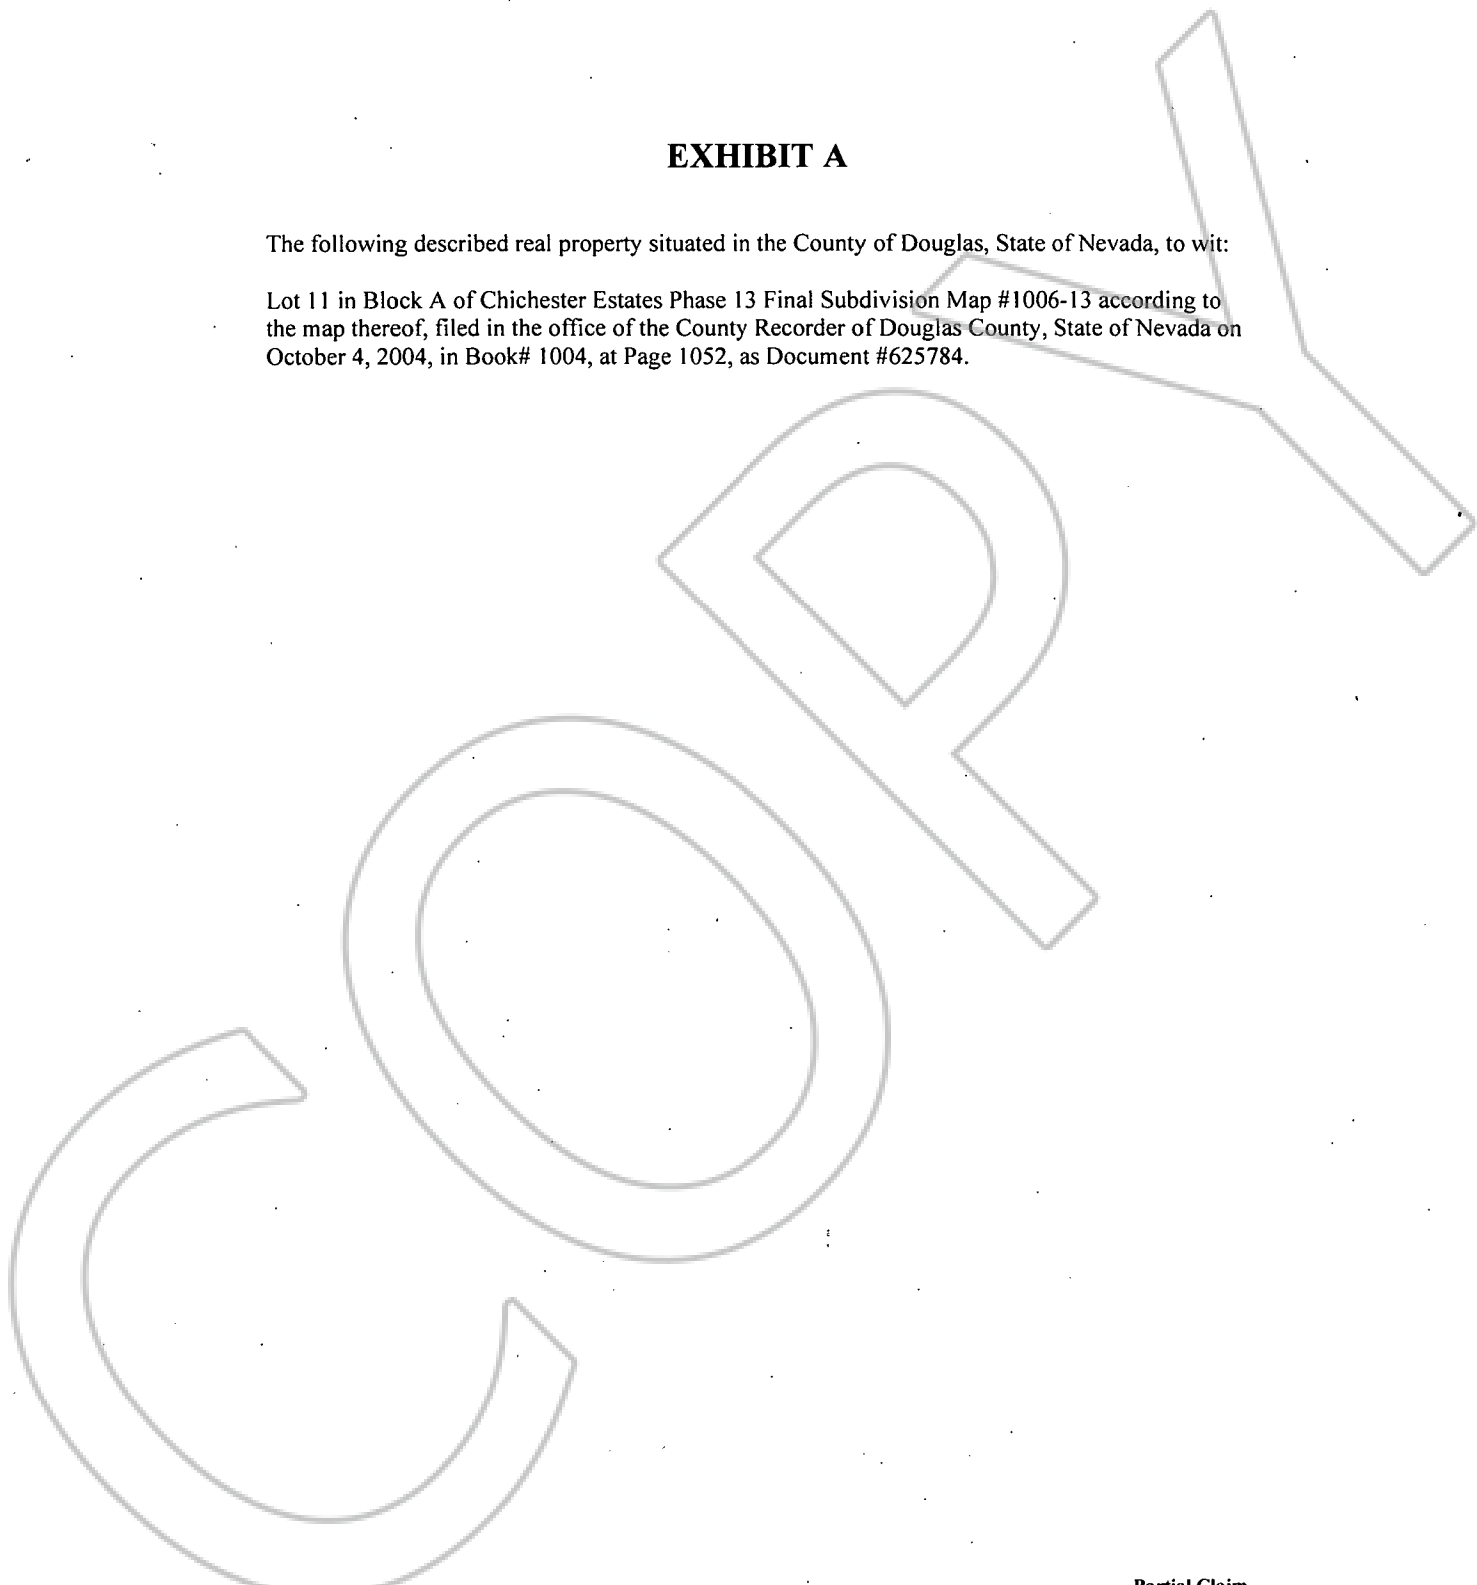 EXHIBIT A
The following described real property situated in the County of Douglas, State of Nevada, to wit:
Lot 11 in Block A of Chichester Estates Phase 13 Final Subdivision Map #1006-13 according to
the map thereof, filed in the office of the County Recorder of Douglas County, State of Nevada on
October 4, 2004, in Book# 1004, at Page 1052, as Document #625784.
COPY
Partial Claim